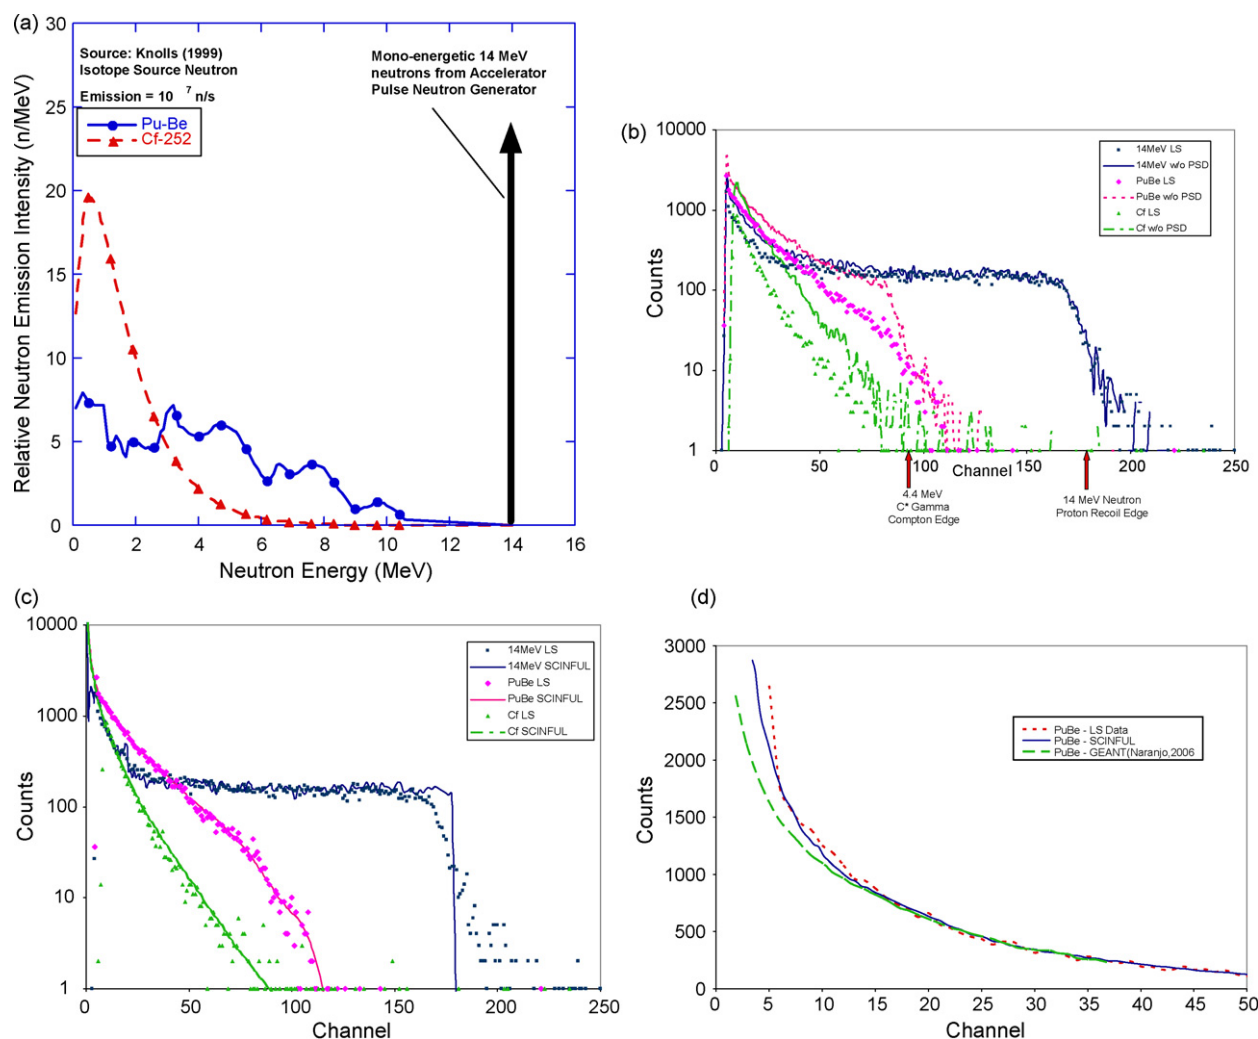 (a)
30
25
20
15
10
5
0
Relative Neutron Emission Intensity (n/MeV)
Source: Knolls (1999)
Isotope Source Neutron
Emission = 10 7 n/s
Pu-Be
Cf-252
Mono-energetic 14 MeV
neutrons from Accelerator
Pulse Neutron Generator
0 2 4 6 8 10 12 14 16
Neutron Energy (MeV)
(b)
10000
1000
100
10
1
Counts
14MeV LS
14MeV w/o PSD
PuBe LS
PuBe w/o PSD
Cf LS
Cf w/o PSD
0 50 100 150 200 250
Channel
4.4 MeV
C* Gamma
Compton Edge
14 MeV Neutron
Proton Recoil Edge
(c)
10000
1000
100
10
1
Counts
14MeV LS
14MeV SCINFUL
PuBe LS
PuBe SCINFUL
Cf LS
Cf SCINFUL
0 50 100 150 200 250
Channel
(d)
3000
2500
2000
1500
1000
500
0
Counts
PuBe - LS Data
PuBe - SCINFUL
PuBe - GEANT(Naranjo,2006
0 5 10 15 20 25 30 35 40 45 50
Channel